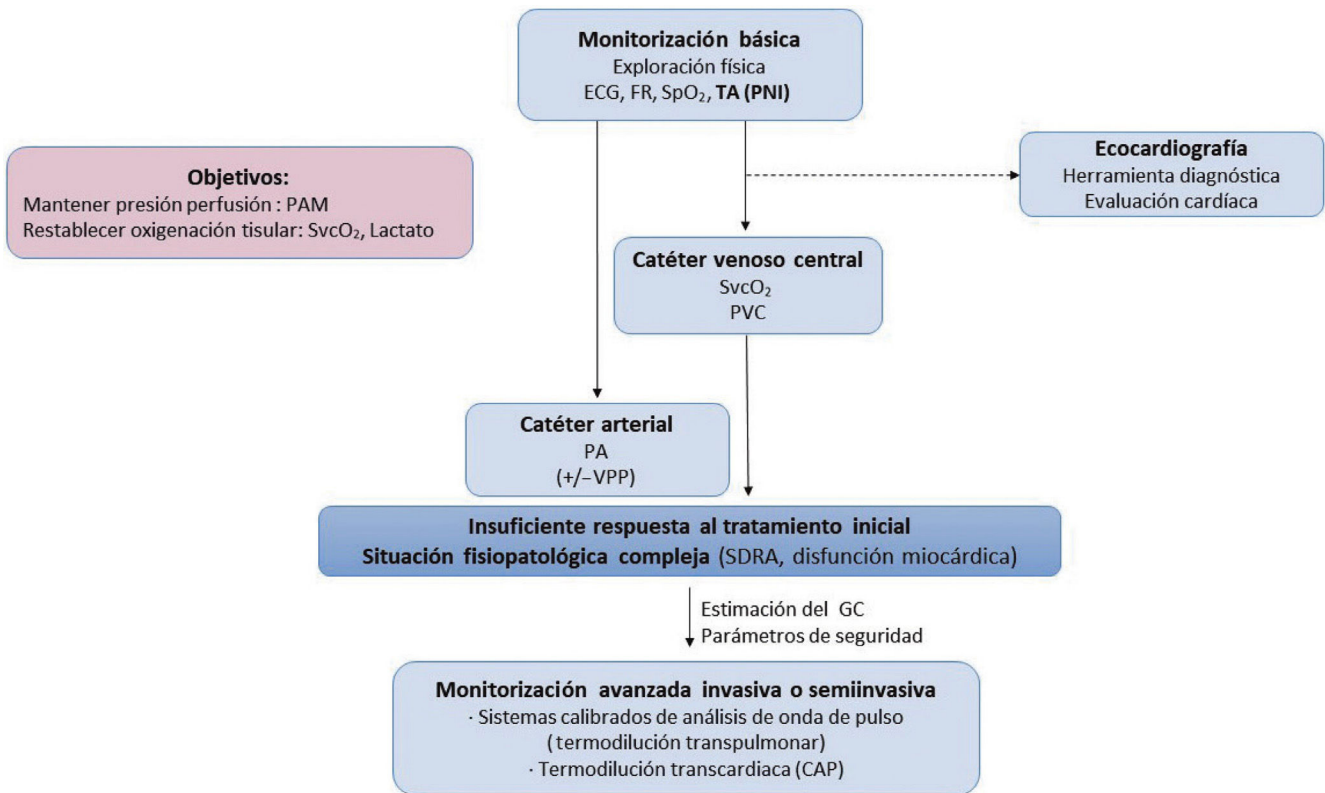 Monitorización básica
Exploración física
ECG, FR, SpO₂, TA (PNI)
Objetivos:
Mantener presión perfusión : PAM
Restablecer oxigenación tisular: SvcO₂, Lactato
Ecocardiografía
Herramienta diagnóstica
Evaluación cardíaca
Catéter venoso central
SvcO₂
PVC
Catéter arterial
PA
(+/−VPP)
Insuficiente respuesta al tratamiento inicial
Situación fisiopatológica compleja (SDRA, disfunción miocárdica)
Estimación del GC
Parámetros de seguridad
Monitorización avanzada invasiva o semiinvasiva
· Sistemas calibrados de análisis de onda de pulso
(termodilución transpulmonar)
· Termodilución transcardiaca (CAP)